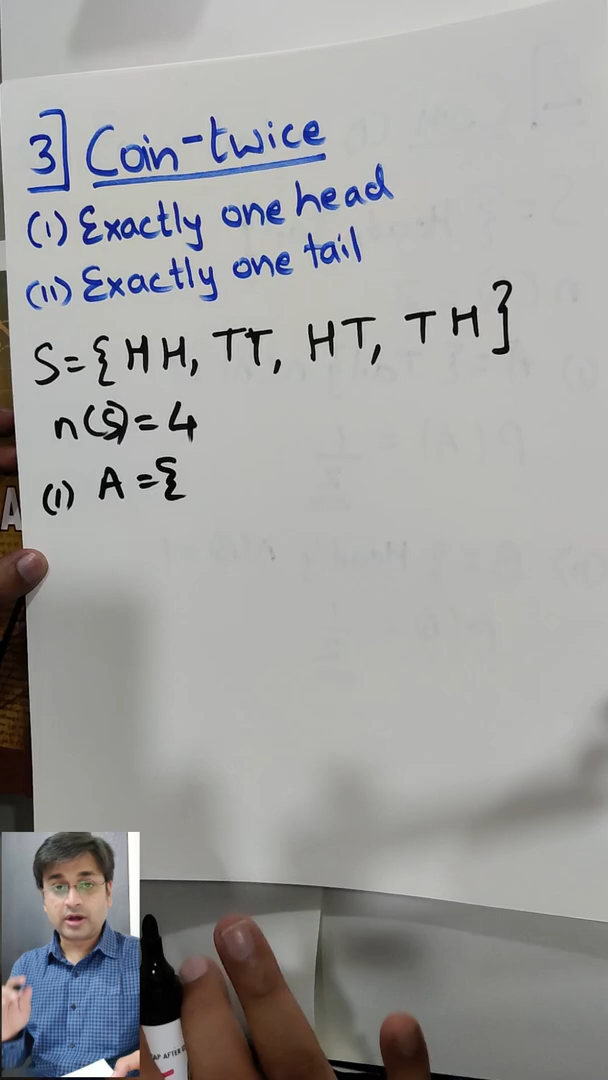 3] Coin-twice
(i) Exactly one head
(ii) Exactly one tail
S={HH, TT, HT, TH}
n(S)=4
(i) A={